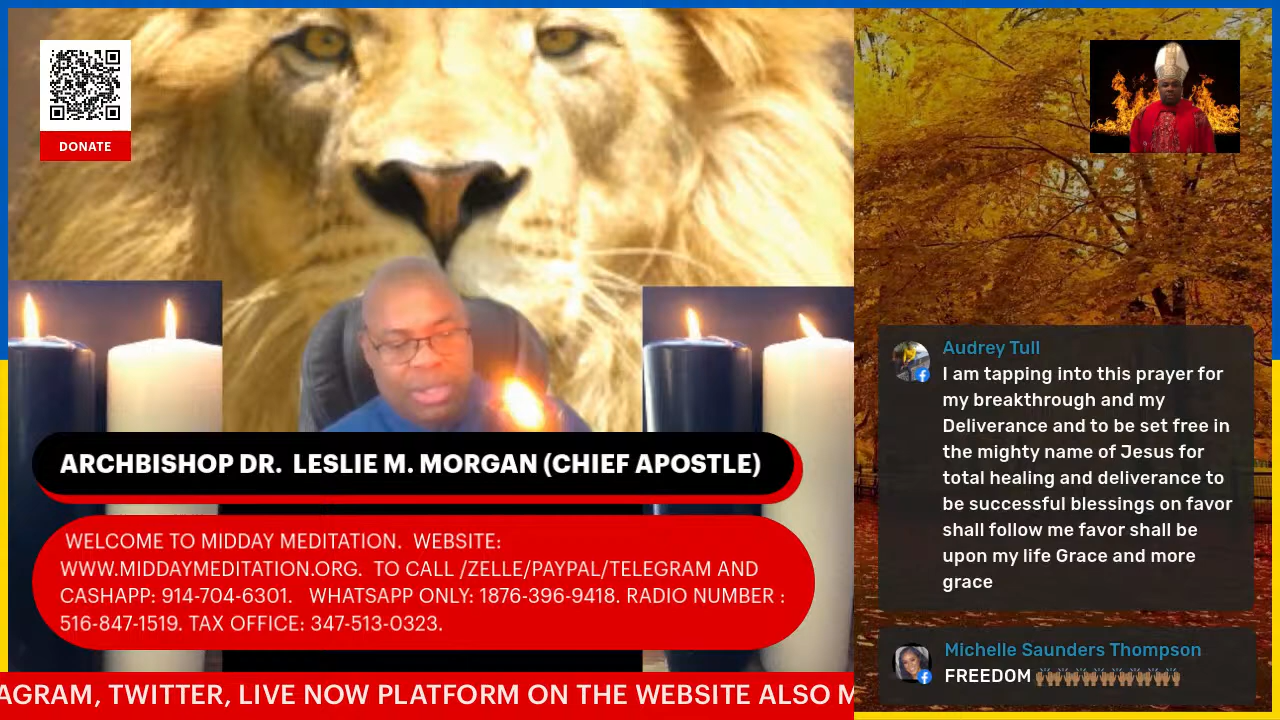 DONATE
ARCHBISHOP DR. LESLIE M. MORGAN (CHIEF APOSTLE)
WELCOME TO MIDDAY MEDITATION. WEBSITE:
WWW.MIDDAYMEDITATION.ORG. TO CALL /ZELLE/PAYPAL/TELEGRAM AND
CASHAPP: 914-704-6301. WHATSAPP ONLY: 1876-396-9418. RADIO NUMBER :
516-847-1519. TAX OFFICE: 347-513-0323.
AGRAM, TWITTER, LIVE NOW PLATFORM ON THE WEBSITE ALSO M
Audrey Tull
I am tapping into this prayer for
my breakthrough and my
Deliverance and to be set free in
the mighty name of Jesus for
total healing and deliverance to
be successful blessings on favor
shall follow me favor shall be
upon my life Grace and more
grace
Michelle Saunders Thompson
FREEDOM 🙌🏽🙌🏽🙌🏽🙌🏽🙌🏽🙌🏽🙌🏽🙌🏽